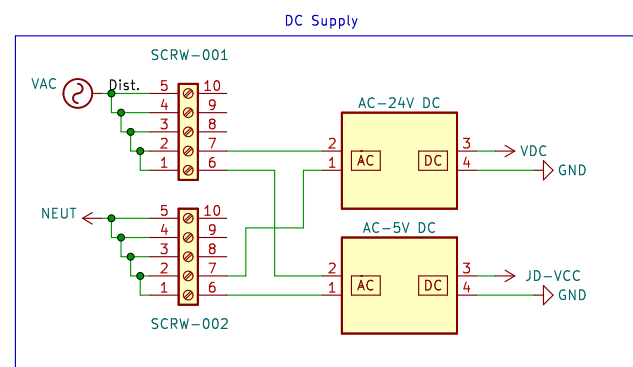 DC Supply
SCRW-001
VAC
Dist.
5 10
4 9
3 8
2 7
1 6
AC-24V DC
2 AC DC 3 VDC
1 4 GND
NEUT
5 10
4 9
3 8
2 7
1 6
SCRW-002
AC-5V DC
2 AC DC 3 JD-VCC
1 4 GND